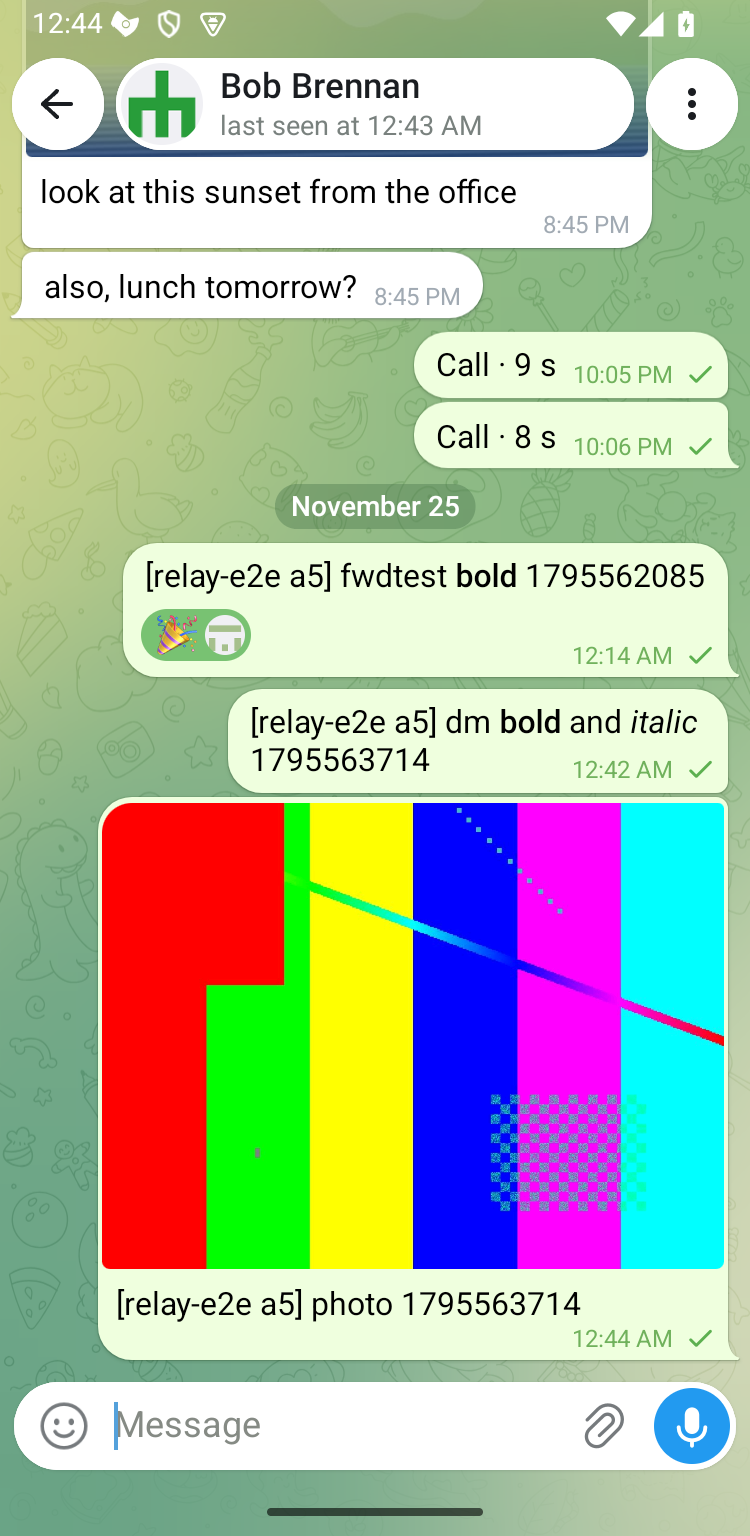 12:44
Bob Brennan
last seen at 12:43 AM
look at this sunset from the office
8:45 PM
also, lunch tomorrow? 8:45 PM
Call · 9 s 10:05 PM
Call · 8 s 10:06 PM
November 25
[relay-e2e a5] fwdtest bold 1795562085
12:14 AM
[relay-e2e a5] dm bold and italic
1795563714 12:42 AM
[relay-e2e a5] photo 1795563714
12:44 AM
Message